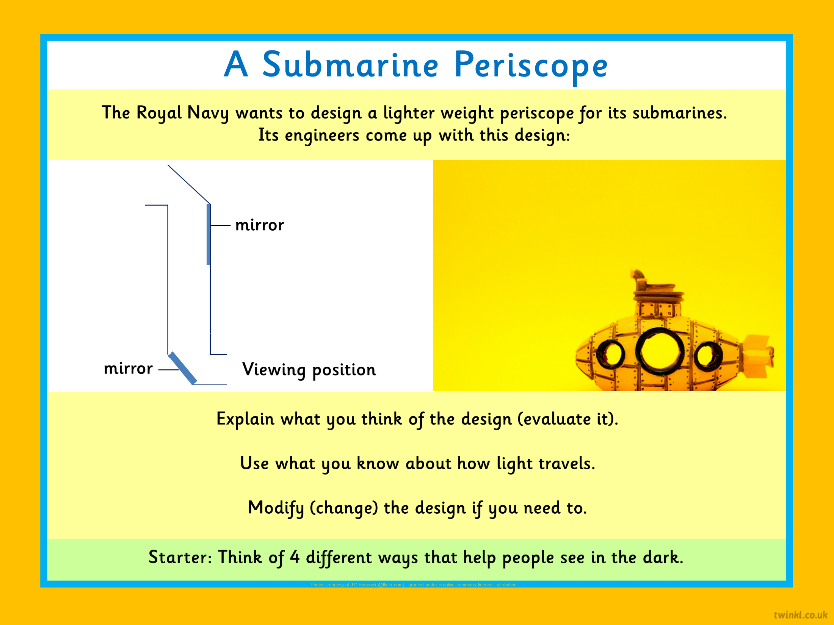 A Submarine Periscope
The Royal Navy wants to design a lighter weight periscope for its submarines.
Its engineers come up with this design:
mirror
mirror
Viewing position
Explain what you think of the design (evaluate it).
Use what you know about how light travels.
Modify (change) the design if you need to.
Starter: Think of 4 different ways that help people see in the dark.
twinkl.co.uk